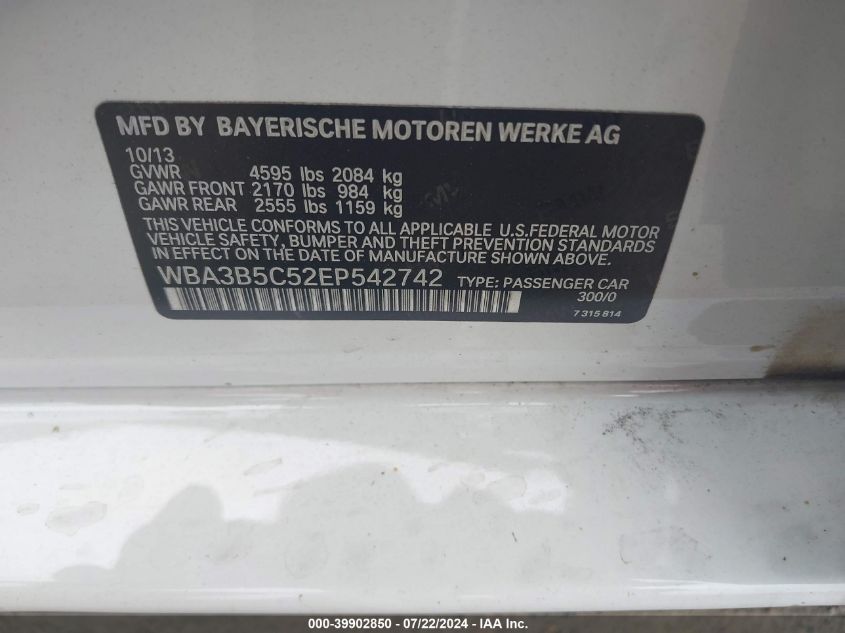 MFD BY BAYERISCHE MOTOREN WERKE AG
10/13
GVWR 4595 lbs 2084 kg
GAWR FRONT 2170 lbs 984 kg
GAWR REAR 2555 lbs 1159 kg
THIS VEHICLE CONFORMS TO ALL APPLICABLE U.S.FEDERAL MOTOR
VEHICLE SAFETY, BUMPER AND THEFT PREVENTION STANDARDS
IN EFFECT ON THE DATE OF MANUFACTURE SHOWN ABOVE.
WBA3B5C52EP542742 TYPE: PASSENGER CAR
300/0
7 315 814
000-39902850 - 07/22/2024 - IAA Inc.